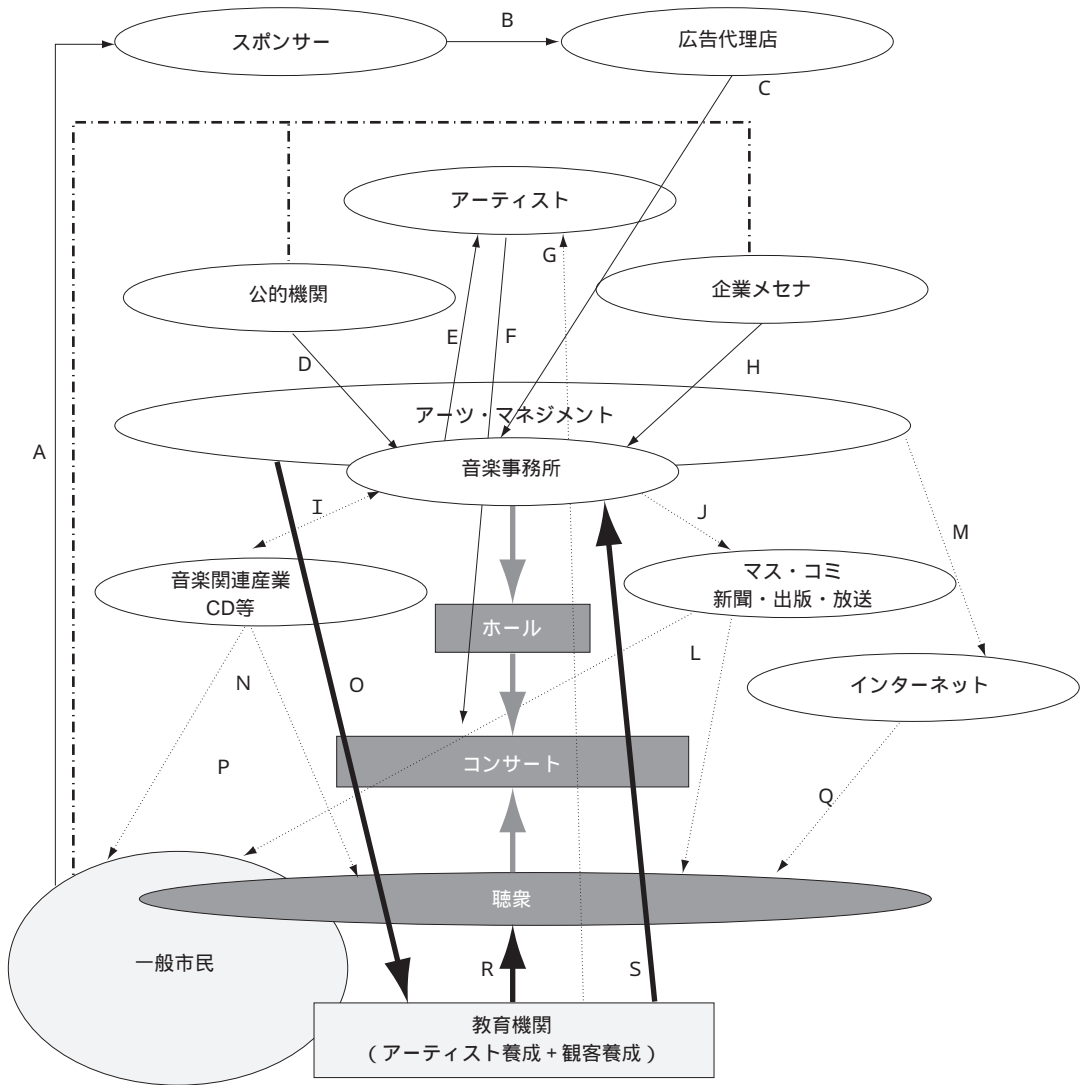 B
スポンサー
広告代理店
C
アーティスト
G
公的機関
企業メセナ
E
F
D
H
アーツ・マネジメント
A
音楽事務所
I
J
M
音楽関連産業
CD等
マス・コミ
新聞・出版・放送
ホール
L
N
O
インターネット
P
コンサート
Q
聴衆
一般市民
R
S
教育機関
(アーティスト養成+観客養成)